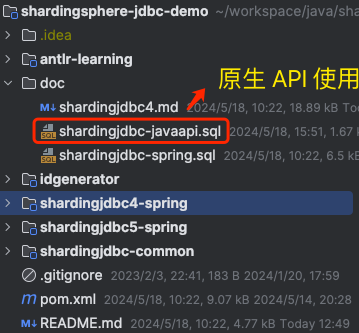 shardingsphere-jdbc-demo ~/workspace/java/sha
.idea
antlr-learning
doc
原生 API 使用
shardingjdbc4.md 2024/5/18, 10:22, 18.89 kB Toda
shardingjdbc-javaapi.sql 2024/5/18, 15:51, 1.67 k
shardingjdbc-spring.sql 2024/5/18, 10:22, 6.5 k
idgenerator
shardingjdbc4-spring
shardingjdbc5-spring
shardingjdbc-common
.gitignore 2023/2/3, 22:41, 183 B 2024/1/20, 17:59
pom.xml 2024/5/18, 10:22, 9.07 kB 2024/5/14, 20:28
README.md 2024/5/18, 10:22, 4.77 kB Today 12:49